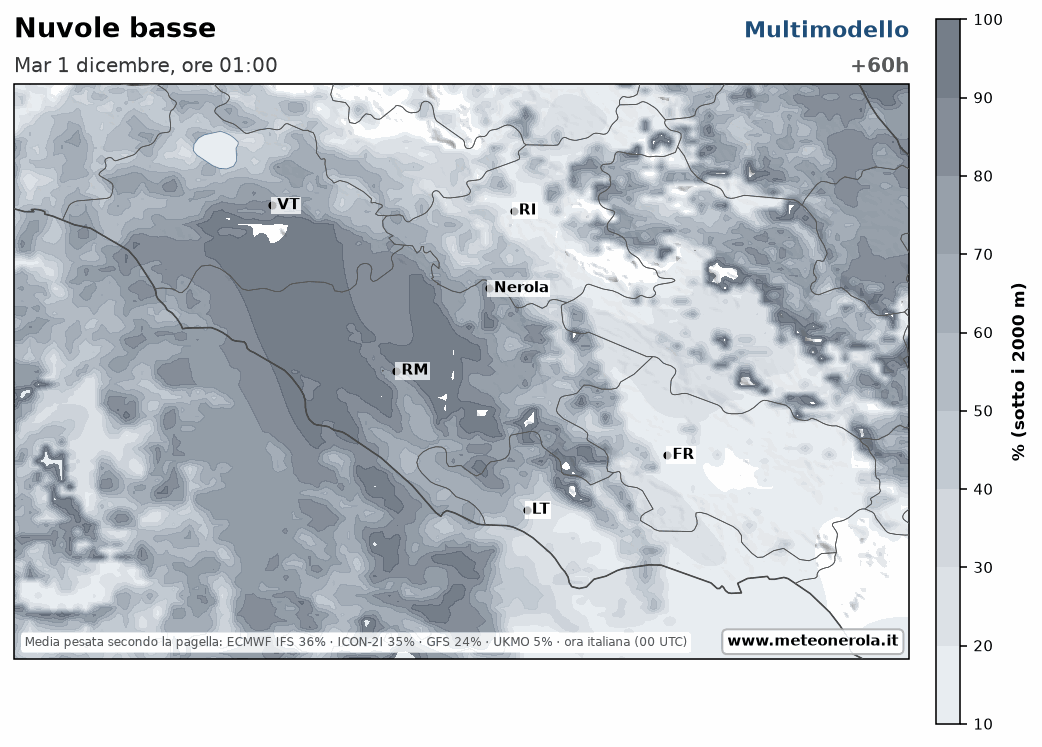 Nuvole basse
Multimodello
Mar 1 dicembre, ore 01:00
+60h
VT
RI
Nerola
RM
FR
LT
Media pesata secondo la pagella: ECMWF IFS 36% · ICON-2I 35% · GFS 24% · UKMO 5% · ora italiana (00 UTC)
www.meteonerola.it
100
90
80
70
60
50
40
30
20
10
% (sotto i 2000 m)